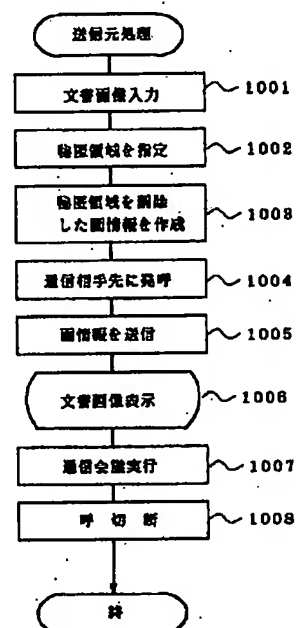 送信元処理
文書画像入力
1001
秘匿領域を指定
1002
秘匿領域を削除
した画情報を作成
1003
通信相手先に発呼
1004
画情報を送信
1005
文書画像表示
1006
通信会議実行
1007
呼切断
1008
終